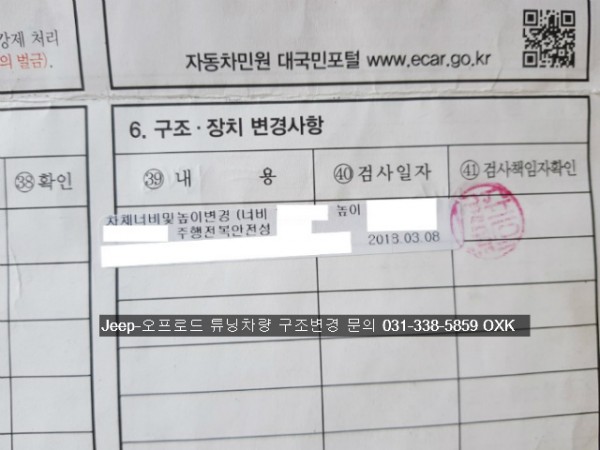 강제 처리
의 벌금).
자동차민원 대국민포털 www.ecar.go.kr
6. 구조·장치 변경사항
㊳확인
㊴ 내 용
㊵검사일자
㊶검사책임자확인
차체너비및높이변경 (너비 높이
주행전복안전성
2018.03.08
Jeep-오프로드 튜닝차량 구조변경 문의 031-338-5859 OXK